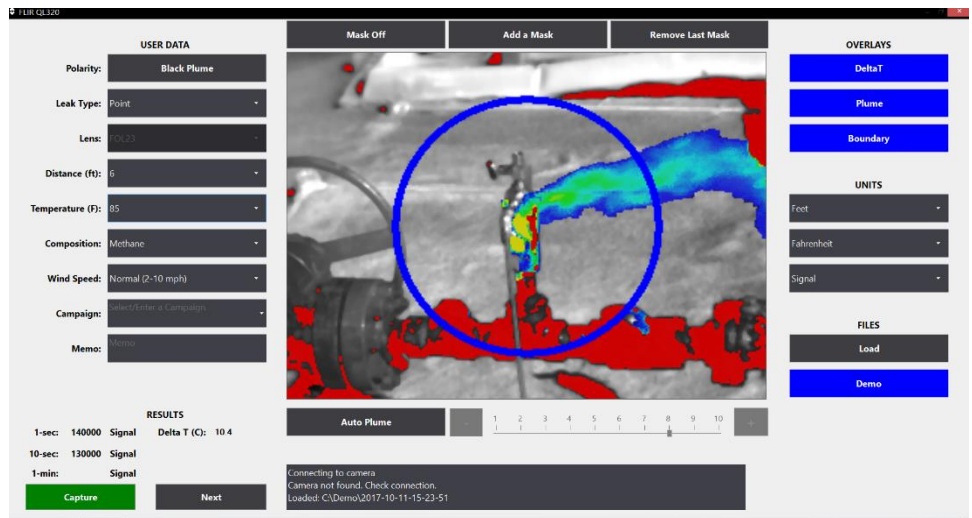 FLIR QL320
Mask Off
Add a Mask
Remove Last Mask
USER DATA
Polarity: Black Plume
Leak Type: Point
Lens: FOL23
Distance (ft): 6
Temperature (F): 85
Composition: Methane
Wind Speed: Normal (2-10 mph)
Campaign: Select/Enter a Campaign
Memo: Memo
RESULTS
1-sec: 140000 Signal Delta T (C): 10.4
10-sec: 130000 Signal
1-min: Signal
Capture
Next
Auto Plume
-
1 2 3 4 5 6 7 8 9 10
+
Connecting to camera
Camera not found. Check connection.
Loaded: C:\Demo\2017-10-11-15-23-51
OVERLAYS
DeltaT
Plume
Boundary
UNITS
Feet
Fahrenheit
Signal
FILES
Load
Demo